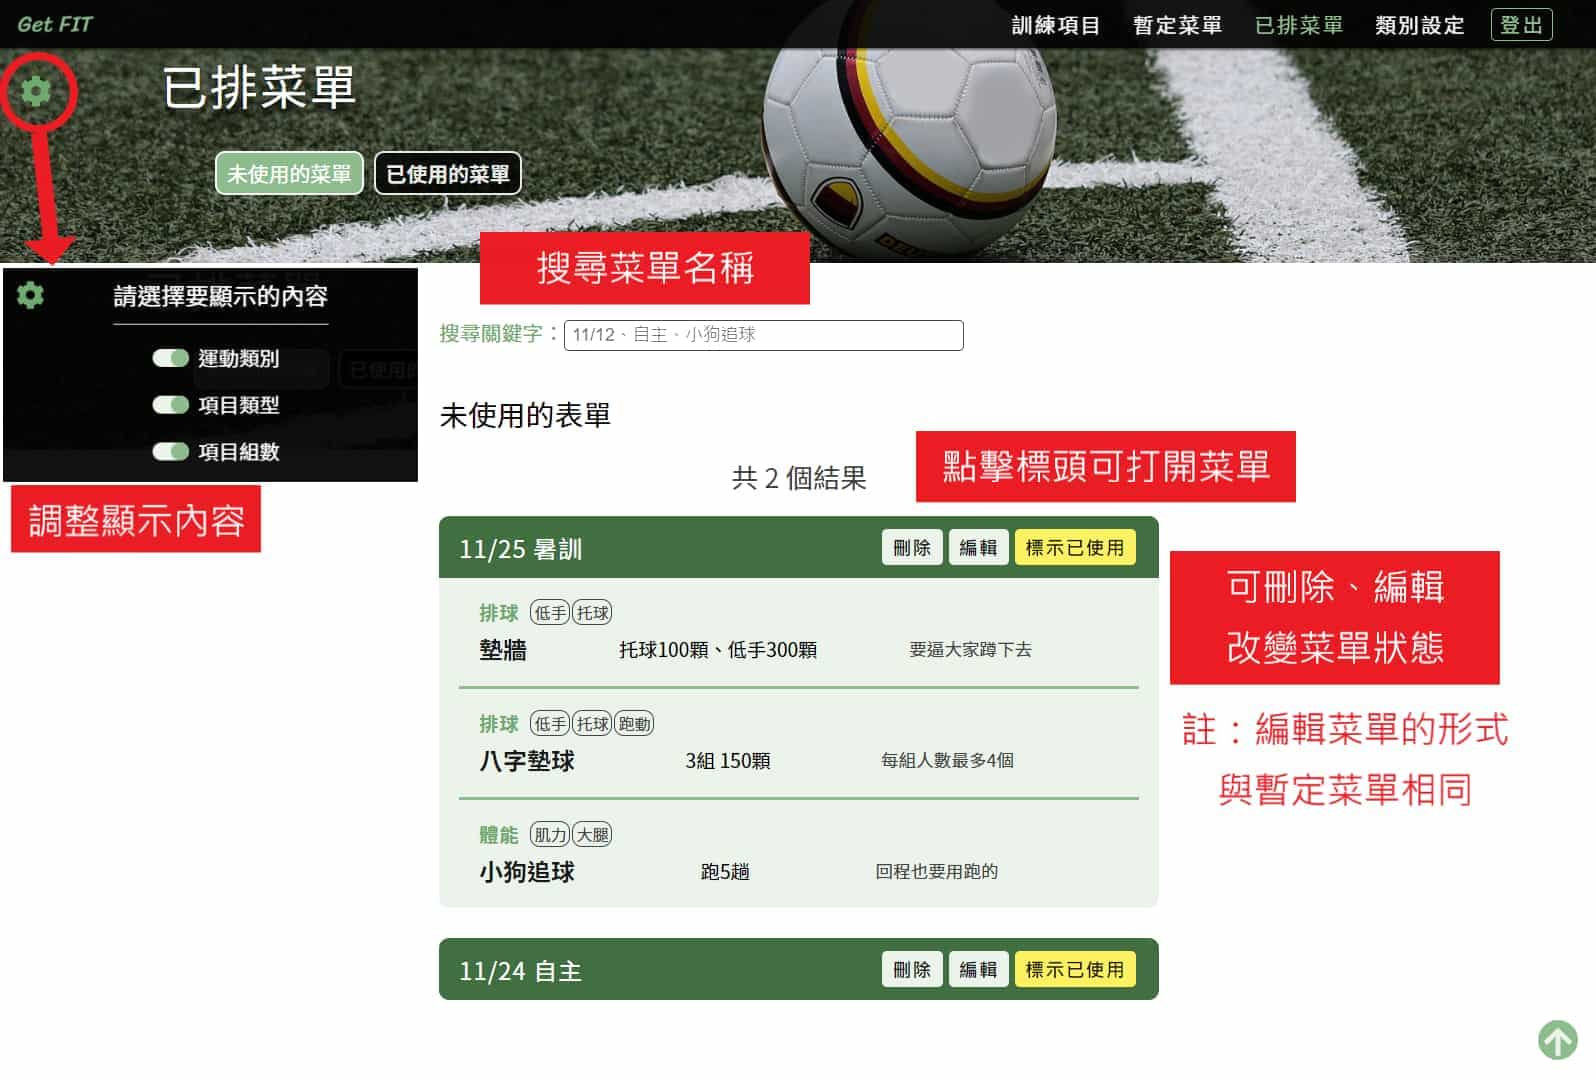 Get FIT
訓練項目 暫定菜單 已排菜單 類別設定 登出
已排菜單
未使用的菜單 已使用的菜單
請選擇要顯示的內容
運動類別
項目類型
項目組數
調整顯示內容
搜尋菜單名稱
搜尋關鍵字：11/12、自主、小狗追球
未使用的表單
共 2 個結果
點擊標頭可打開菜單
11/25 暑訓 刪除 編輯 標示已使用
排球 低手 托球
墊牆 托球100顆、低手300顆 要逼大家蹲下去
排球 低手 托球 跑動
八字墊球 3組 150顆 每組人數最多4個
體能 肌力 大腿
小狗追球 跑5趟 回程也要用跑的
11/24 自主 刪除 編輯 標示已使用
可刪除、編輯
改變菜單狀態
註：編輯菜單的形式
與暫定菜單相同